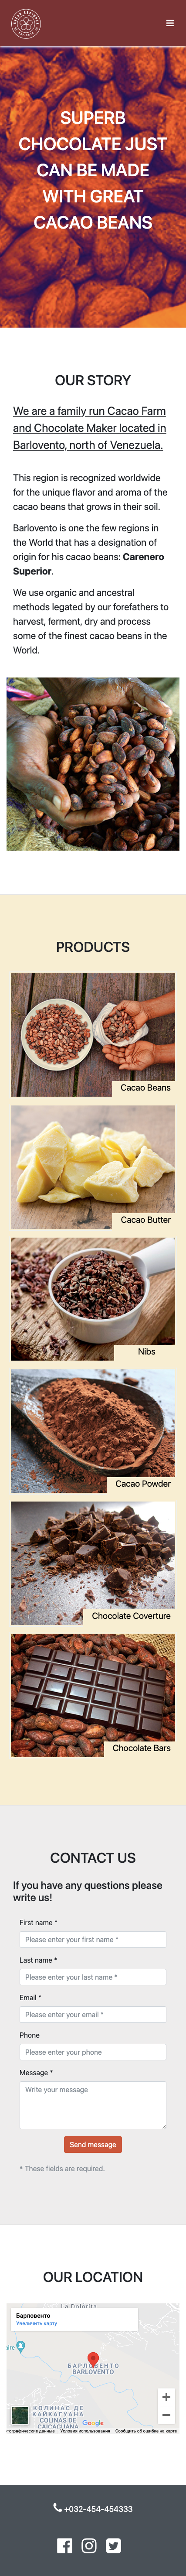 SUPERB
CHOCOLATE JUST
CAN BE MADE
WITH GREAT
CACAO BEANS
OUR STORY
We are a family run Cacao Farm
and Chocolate Maker located in
Barlovento, north of Venezuela.
This region is recognized worldwide
for the unique flavor and aroma of the
cacao beans that grows in their soil.
Barlovento is one the few regions in
the World that has a designation of
origin for his cacao beans: Carenero
Superior.
We use organic and ancestral
methods legated by our forefathers to
harvest, ferment, dry and process
some of the finest cacao beans in the
World.
PRODUCTS
Cacao Beans
Cacao Butter
Nibs
Cacao Powder
Chocolate Coverture
Chocolate Bars
CONTACT US
If you have any questions please
write us!
First name *
Please enter your first name *
Last name *
Please enter your last name *
Email *
Please enter your email *
Phone
Please enter your phone
Message *
Write your message
Send message
* These fields are required.
OUR LOCATION
La Dolorita
Барловенто
Увеличить карту
БАРЛОВЕНТО
BARLOVENTO
КОЛИНАС ДЕ
КАЙКАГУАНА
COLINAS DE
CAICAGUANA
Google
Условия использования
Сообщить об ошибке на карте
+032-454-454333